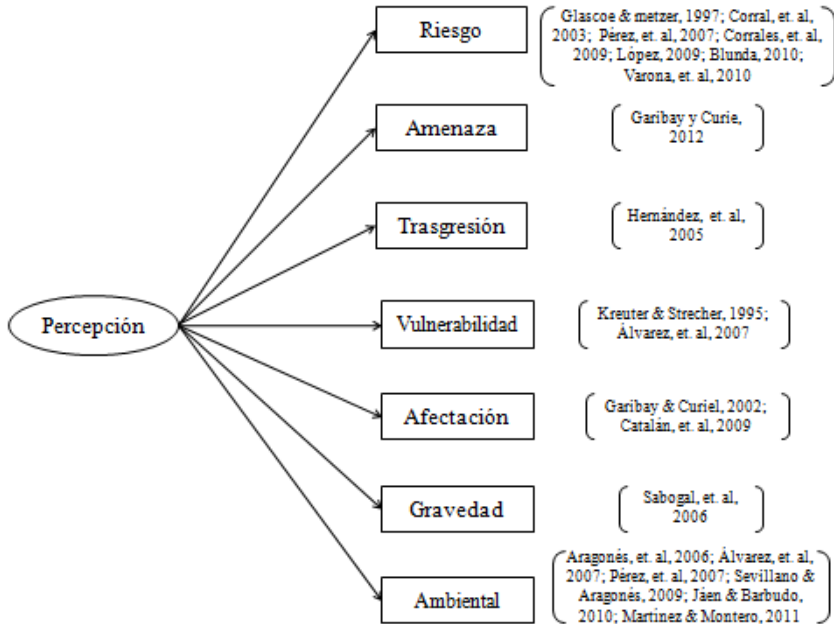 Riesgo
Glascoe & metzer, 1997; Corral, et. al,
2003; Pérez, et. al, 2007; Corrales, et. al,
2009; López, 2009; Blunda, 2010;
Varona, et. al, 2010
Amenaza
Garibay y Curie,
2012
Trasgresión
Hernández, et. al,
2005
Percepción
Vulnerabilidad
Kreuter & Strecher, 1995;
Álvarez, et. al, 2007
Afectación
Garibay & Curiel, 2002;
Catalán, et. al, 2009
Gravedad
Sabogal, et. al,
2006
Ambiental
Aragonés, et. al, 2006; Álvarez, et. al,
2007; Pérez, et. al, 2007; Sevillano &
Aragonés, 2009; Jáen & Barbudo,
2010; Martinez & Montero, 2011